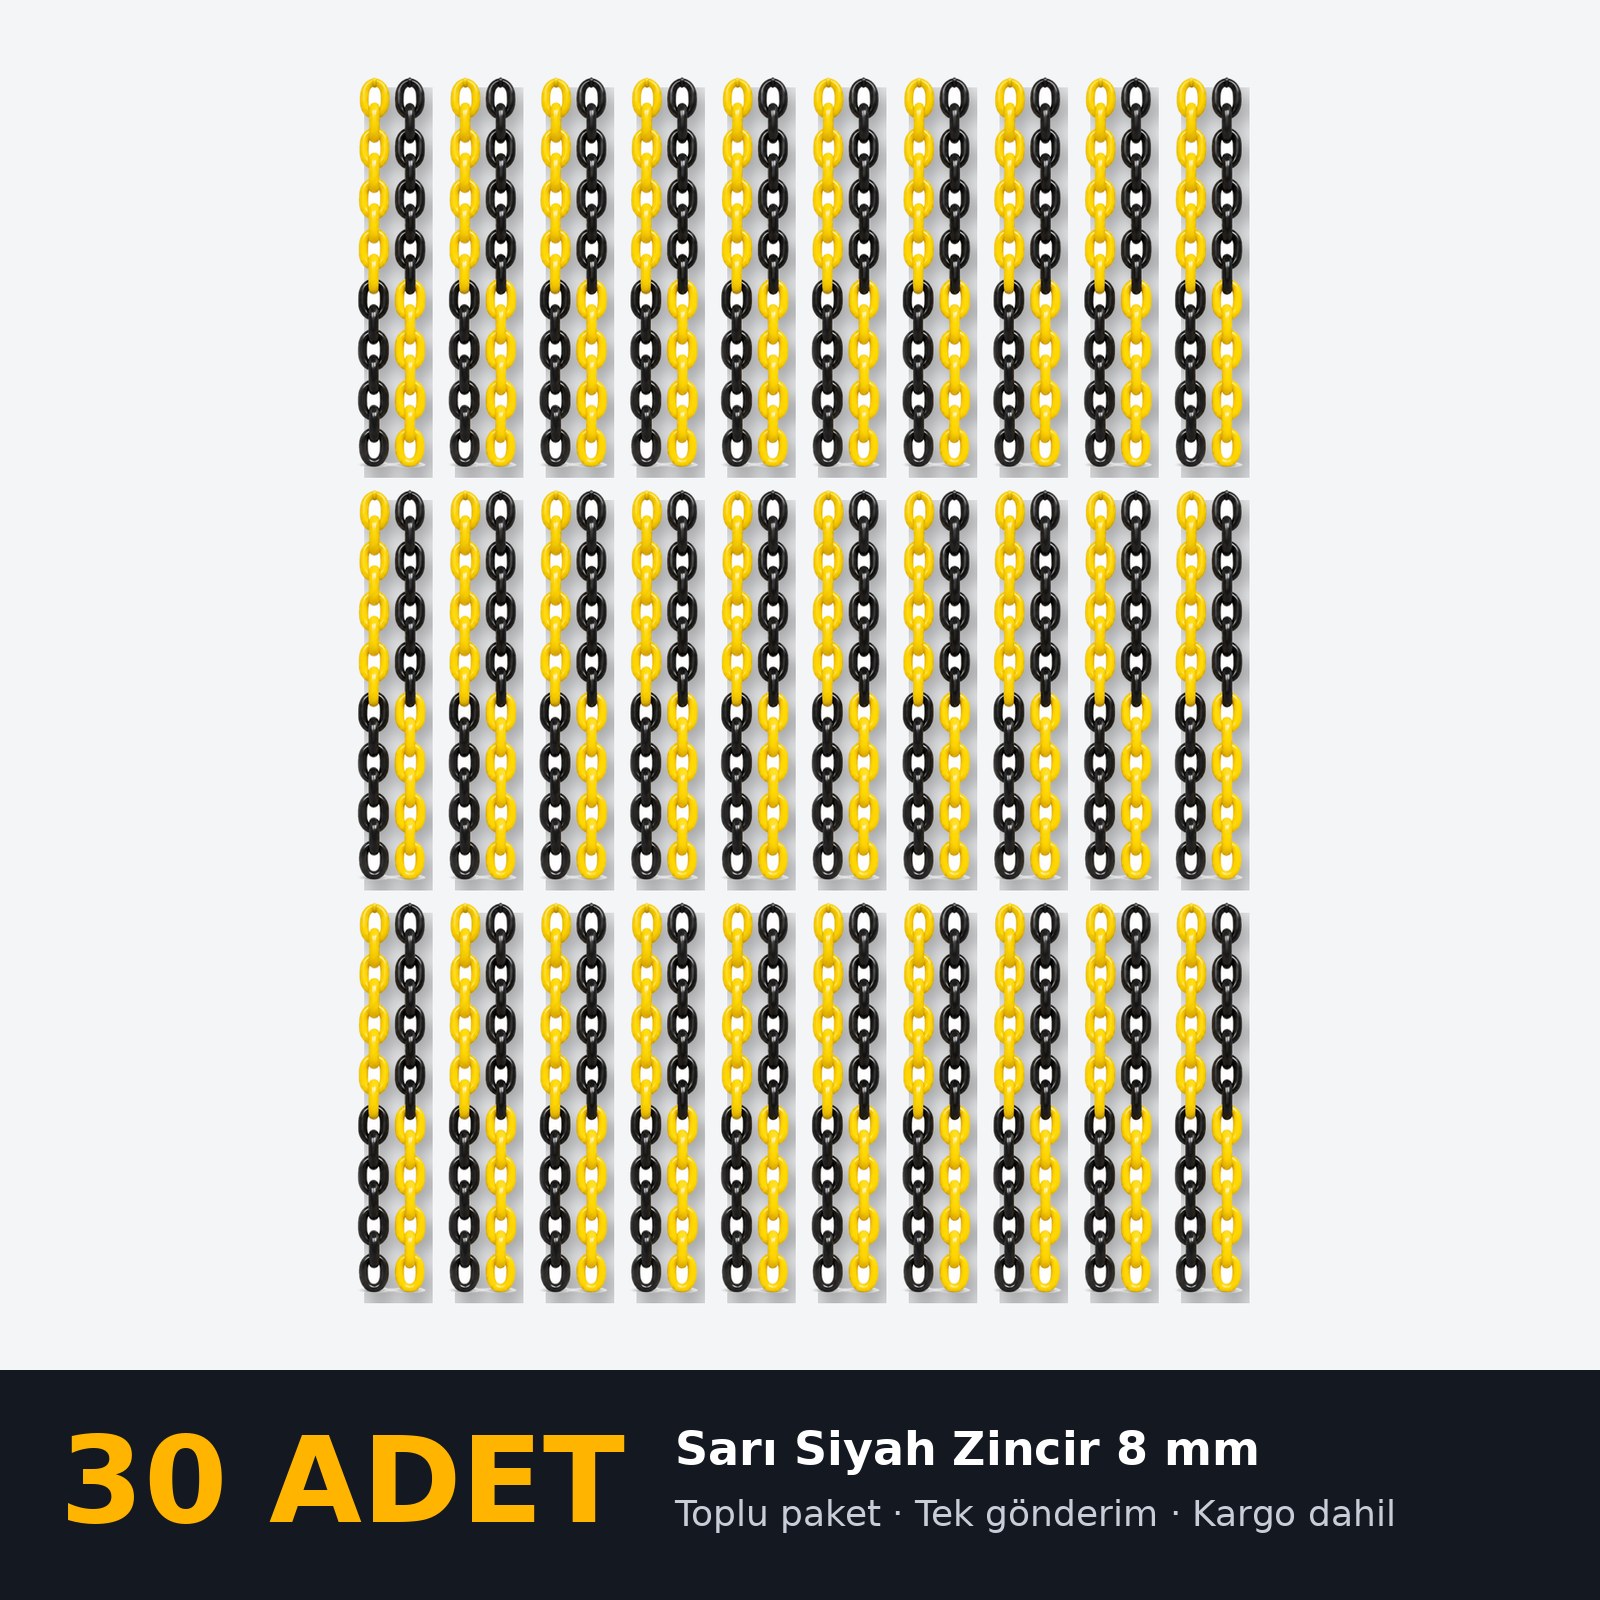 30 ADET
Sarı Siyah Zincir 8 mm
Toplu paket · Tek gönderim · Kargo dahil